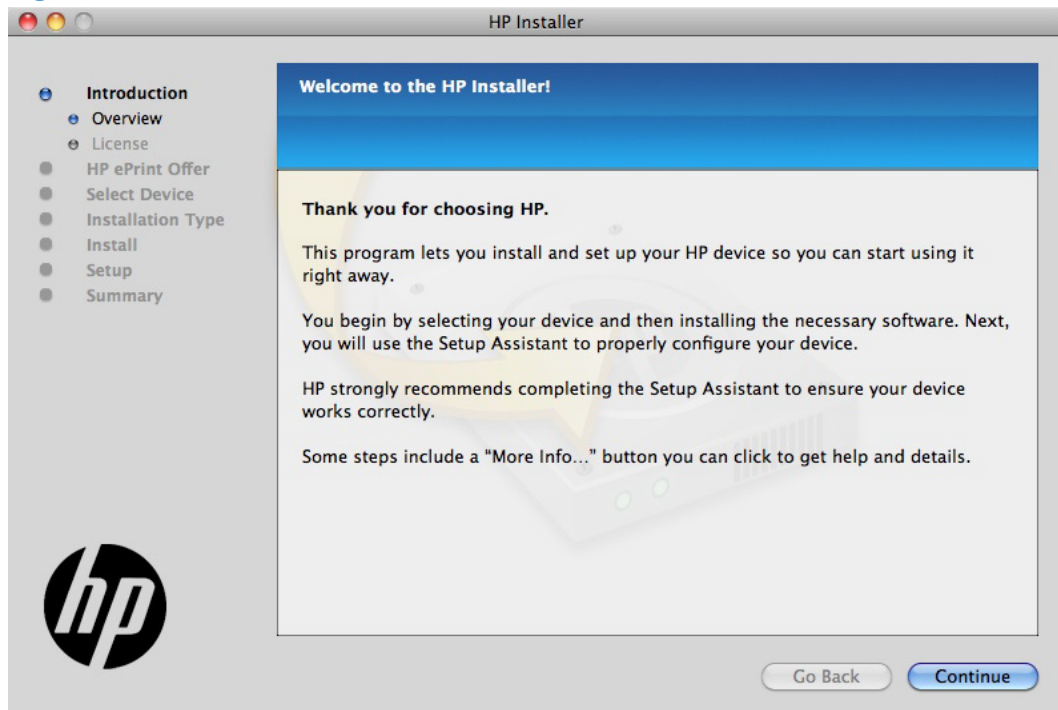 HP Installer
Introduction
Overview
License
HP ePrint Offer
Select Device
Installation Type
Install
Setup
Summary
Welcome to the HP Installer!
Thank you for choosing HP.
This program lets you install and set up your HP device so you can start using it
right away.
You begin by selecting your device and then installing the necessary software. Next,
you will use the Setup Assistant to properly configure your device.
HP strongly recommends completing the Setup Assistant to ensure your device
works correctly.
Some steps include a “More Info...” button you can click to get help and details.
hp
Go Back
Continue